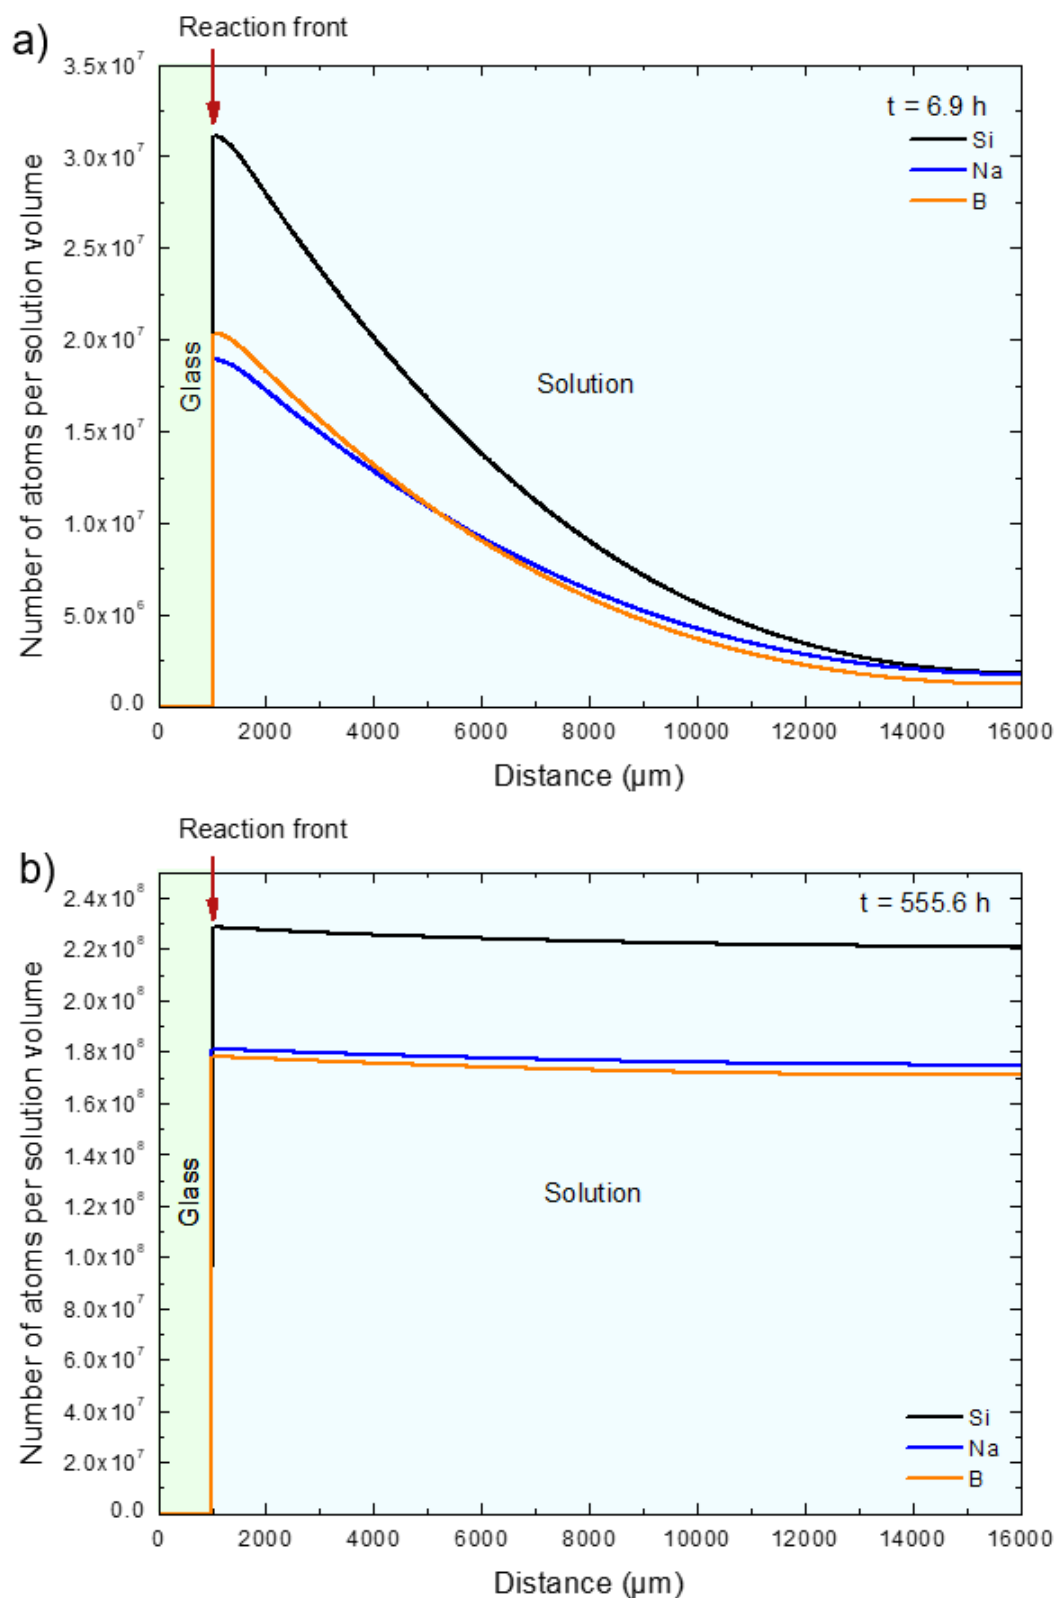 a)
Reaction front
3.5x10⁷
3.0x10⁷
2.5x10⁷
2.0x10⁷
1.5x10⁷
1.0x10⁷
5.0x10⁶
0.0
Number of atoms per solution volume
t = 6.9 h
Si
Na
B
Glass
Solution
0 2000 4000 6000 8000 10000 12000 14000 16000
Distance (µm)
b)
Reaction front
2.4x10⁸
2.2x10⁸
2.0x10⁸
1.8x10⁸
1.6x10⁸
1.4x10⁸
1.2x10⁸
1.0x10⁸
8.0x10⁷
6.0x10⁷
4.0x10⁷
2.0x10⁷
0.0
Number of atoms per solution volume
t = 555.6 h
Glass
Solution
Si
Na
B
0 2000 4000 6000 8000 10000 12000 14000 16000
Distance (µm)